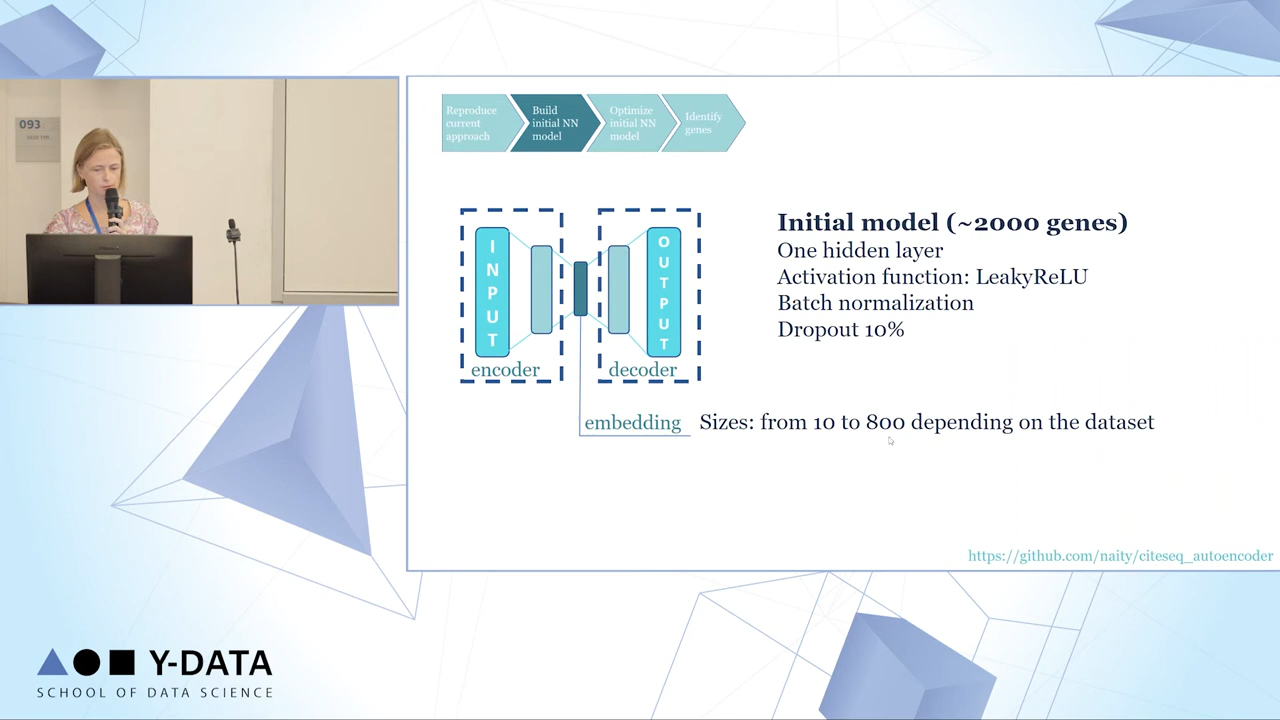 093
Reproduce
current
approach
Build
initial NN
model
Optimize
initial NN
model
Identify
genes
INPUT
OUTPUT
encoder
decoder
embedding
Initial model (~2000 genes)
One hidden layer
Activation function: LeakyReLU
Batch normalization
Dropout 10%
Sizes: from 10 to 800 depending on the dataset
https://github.com/naity/citeseq_autoencoder
Y-DATA
SCHOOL OF DATA SCIENCE